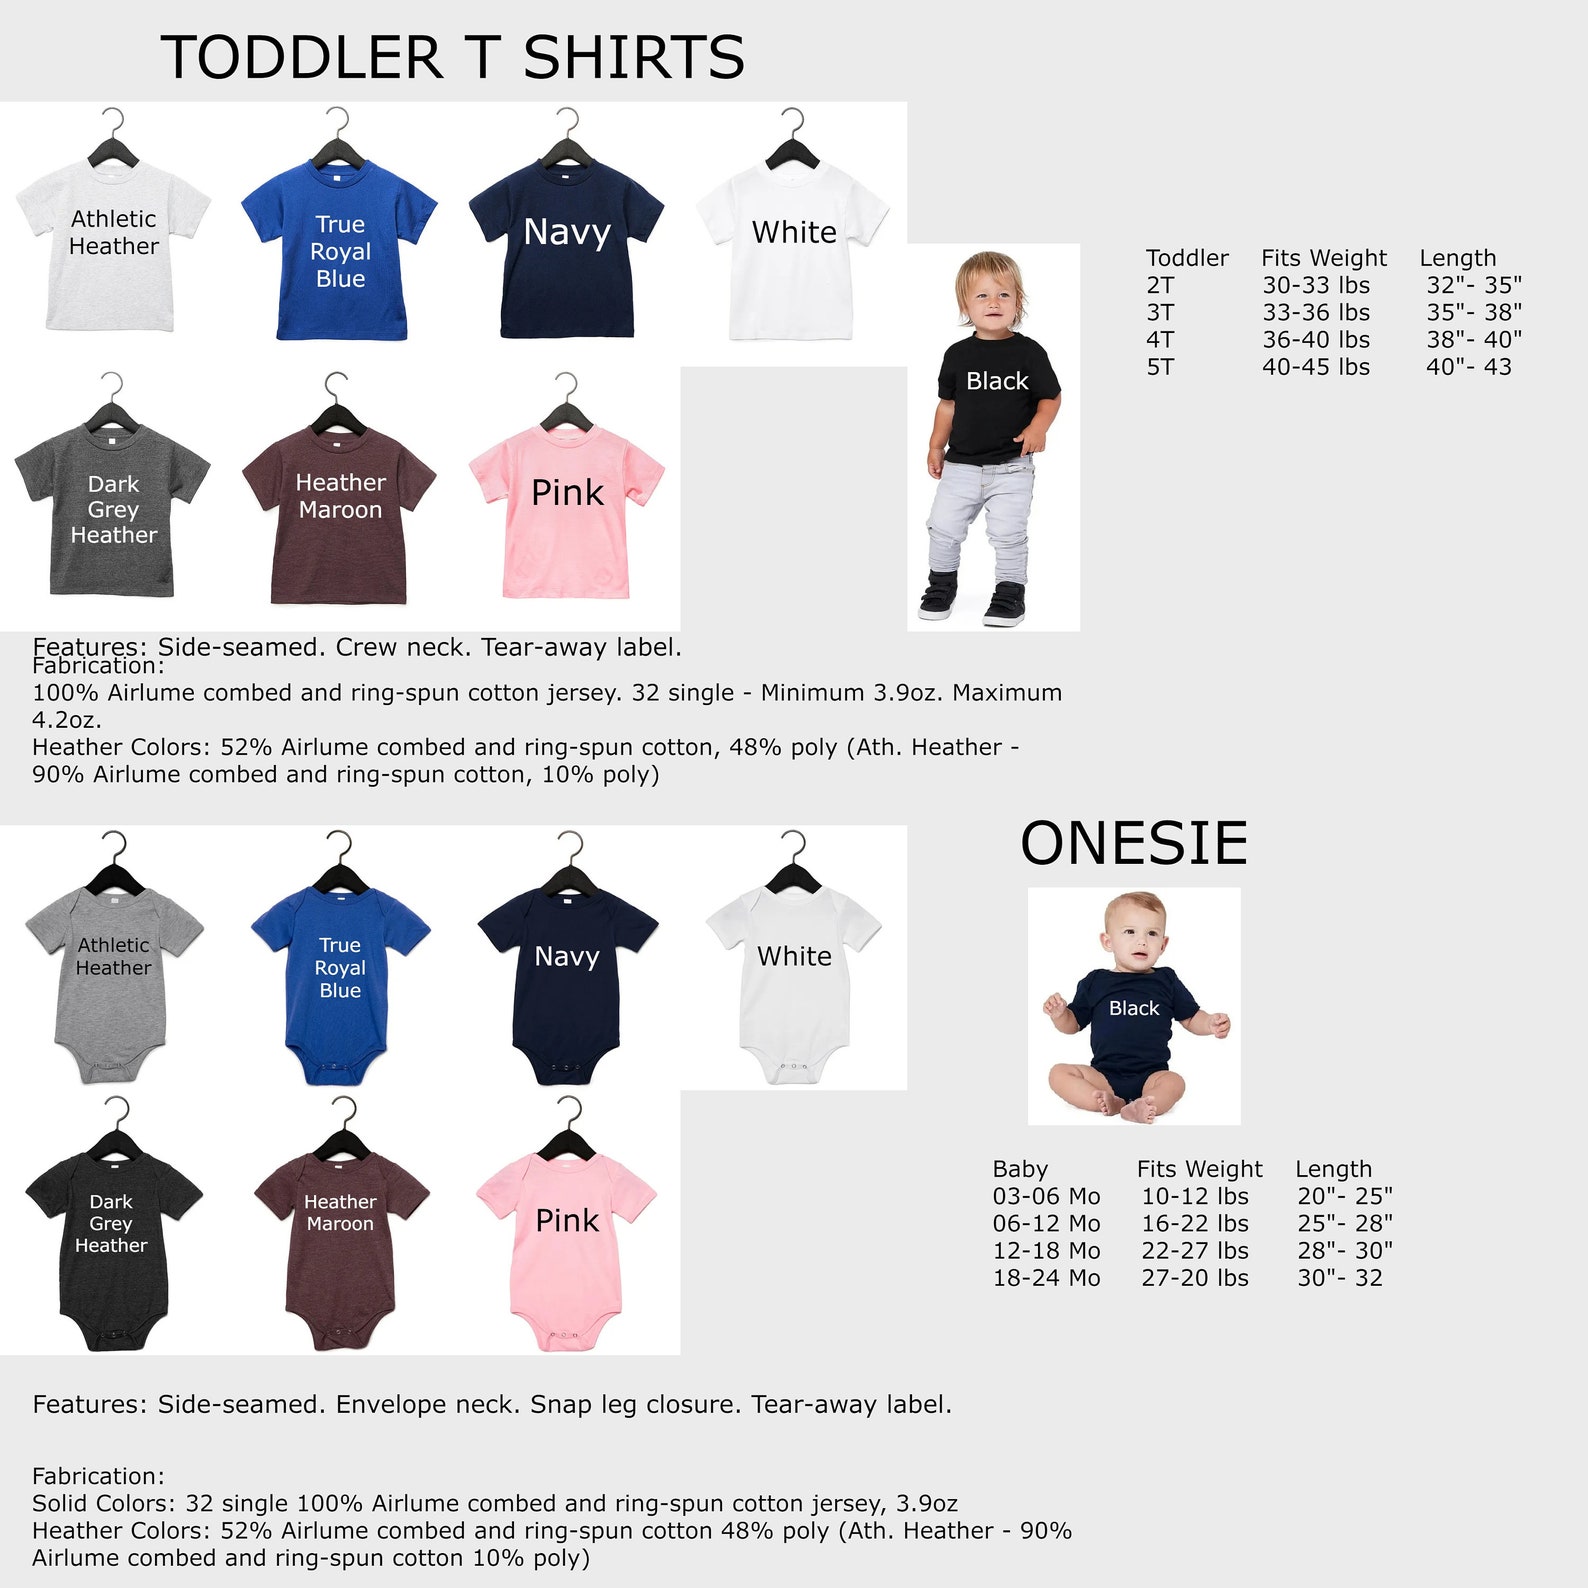 TODDLER T SHIRTS
Athletic
Heather
True
Royal
Blue
Navy
White
Black
Toddler Fits Weight Length
2T 30-33 lbs 32"- 35"
3T 33-36 lbs 35"- 38"
4T 36-40 lbs 38"- 40"
5T 40-45 lbs 40"- 43
Dark
Grey
Heather
Heather
Maroon
Pink
Features: Side-seamed. Crew neck. Tear-away label.
Fabrication:
100% Airlume combed and ring-spun cotton jersey. 32 single - Minimum 3.9oz. Maximum
4.2oz.
Heather Colors: 52% Airlume combed and ring-spun cotton, 48% poly (Ath. Heather -
90% Airlume combed and ring-spun cotton, 10% poly)
ONESIE
Athletic
Heather
True
Royal
Blue
Navy
White
Black
Dark
Grey
Heather
Heather
Maroon
Pink
Baby Fits Weight Length
03-06 Mo 10-12 lbs 20"- 25"
06-12 Mo 16-22 lbs 25"- 28"
12-18 Mo 22-27 lbs 28"- 30"
18-24 Mo 27-20 lbs 30"- 32
Features: Side-seamed. Envelope neck. Snap leg closure. Tear-away label.
Fabrication:
Solid Colors: 32 single 100% Airlume combed and ring-spun cotton jersey, 3.9oz
Heather Colors: 52% Airlume combed and ring-spun cotton 48% poly (Ath. Heather - 90%
Airlume combed and ring-spun cotton 10% poly)